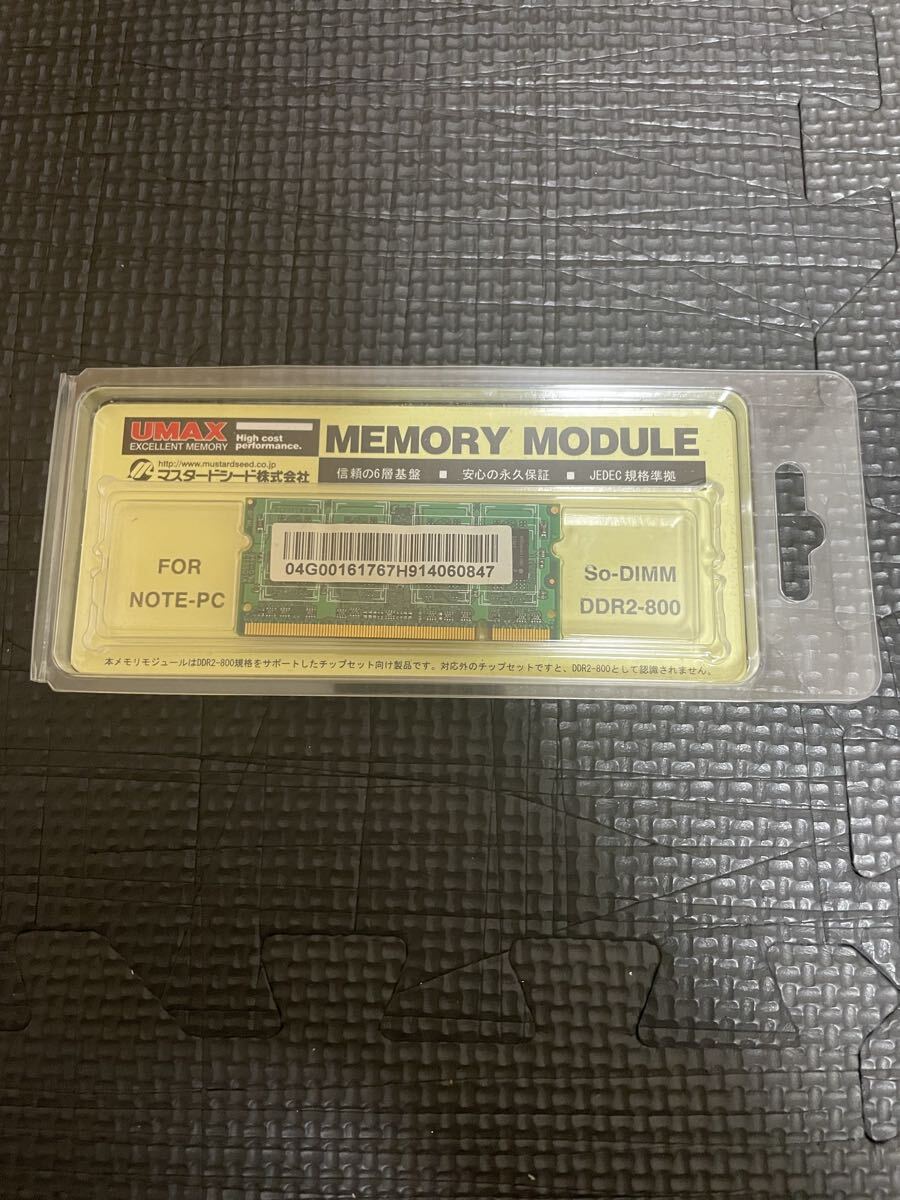 UMAX
EXCELLENT MEMORY
High cost
performance.
MEMORY MODULE
http://www.mustardseed.co.jp
マスタードシード株式会社
信頼の6層基盤 ■ 安心の永久保証 ■ JEDEC規格準拠
FOR
NOTE-PC
04G00161767H914060847
So-DIMM
DDR2-800
本メモリモジュールはDDR2-800規格をサポートしたチップセット向け製品です。対応外のチップセットですと、DDR2-800として認識されません。